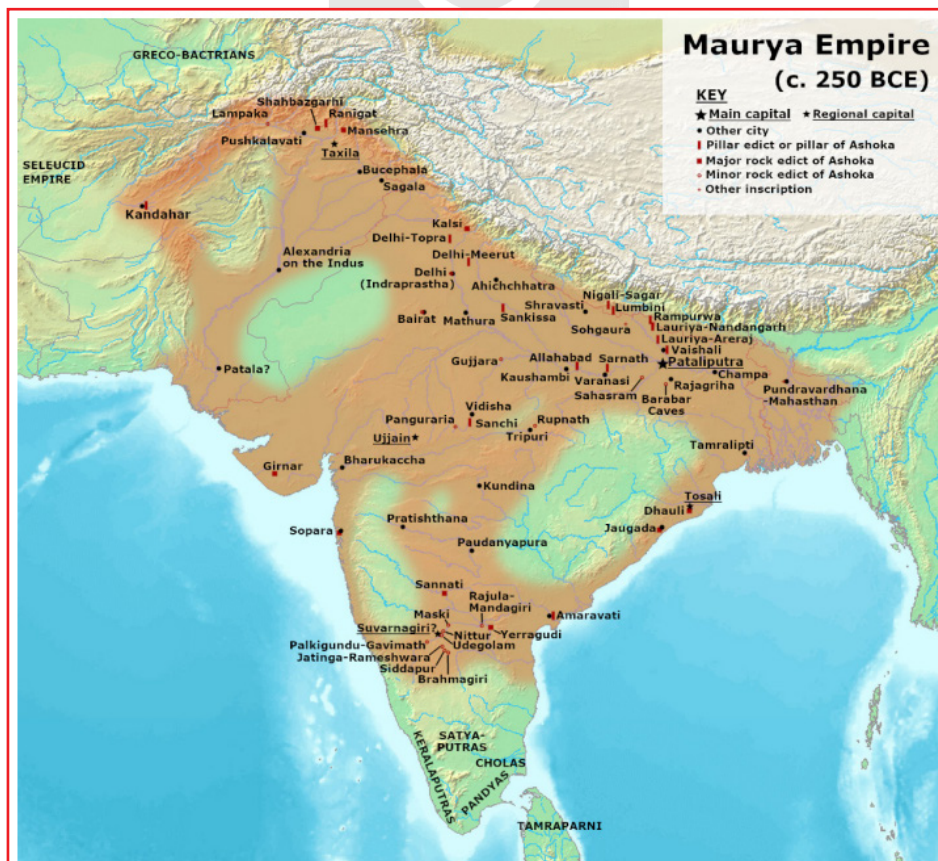 Maurya Empire
(c. 250 BCE)
KEY
Main capital
Regional capital
Other city
Pillar edict or pillar of Ashoka
Major rock edict of Ashoka
Minor rock edict of Ashoka
Other inscription
GRECO-BACTRIANS
Shahbazgarhi
Lampaka
Ranigat
Mansehra
Pushkalavati
Taxila
SELEUCID
EMPIRE
Bucephala
Sagala
Kandahar
Kalsi
Delhi-Topra
Alexandria
on the Indus
Delhi-Meerut
Delhi
(Indraprastha)
Ahichchhatra
Nigali-Sagar
Shravasti
Lumbini
Bairat
Mathura
Sankissa
Rampurwa
Sohgaura
Lauriya-Nandangarh
Lauriya-Areraj
Vaishali
Gujjara
Allahabad
Sarnath
Pataliputra
Patala?
Kaushambi
Varanasi
Champa
Rajagriha
Pundravardhana
-Mahasthan
Sahasram
Barabar
Caves
Vidisha
Panguraria
Sanchi
Rupnath
Tripuri
Ujjain
Tamralipti
Girnar
Bharukaccha
Kundina
Tosali
Dhauli
Pratishthana
Jaugada
Sopara
Paudanyapura
Sannati
Rajula-
Mandagiri
Maski
Amaravati
Suvarnagiri?
Nittur
Yerragudi
Palkigundu-Gavimath
Udegolam
Jatinga-Rameshwara
Siddapur
Brahmagiri
SATYA-
PUTRAS
KERALAPUTRAS
CHOLAS
PANDYAS
TAMRAPARNI